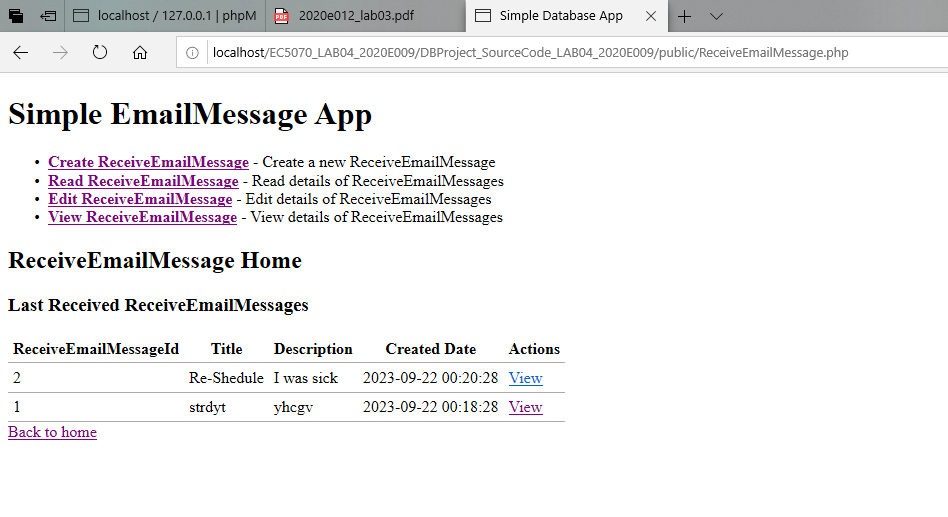 localhost / 127.0.0.1 | phpM
2020e012_lab03.pdf
Simple Database App
localhost/EC5070_LAB04_2020E009/DBProject_SourceCode_LAB04_2020E009/public/ReceiveEmailMessage.php
Simple EmailMessage App
• Create ReceiveEmailMessage - Create a new ReceiveEmailMessage
• Read ReceiveEmailMessage - Read details of ReceiveEmailMessages
• Edit ReceiveEmailMessage - Edit details of ReceiveEmailMessages
• View ReceiveEmailMessage - View details of ReceiveEmailMessages
ReceiveEmailMessage Home
Last Received ReceiveEmailMessages
ReceiveEmailMessageId Title Description Created Date Actions
2 Re-Shedule I was sick 2023-09-22 00:20:28 View
1 strdyt yhcgv 2023-09-22 00:18:28 View
Back to home